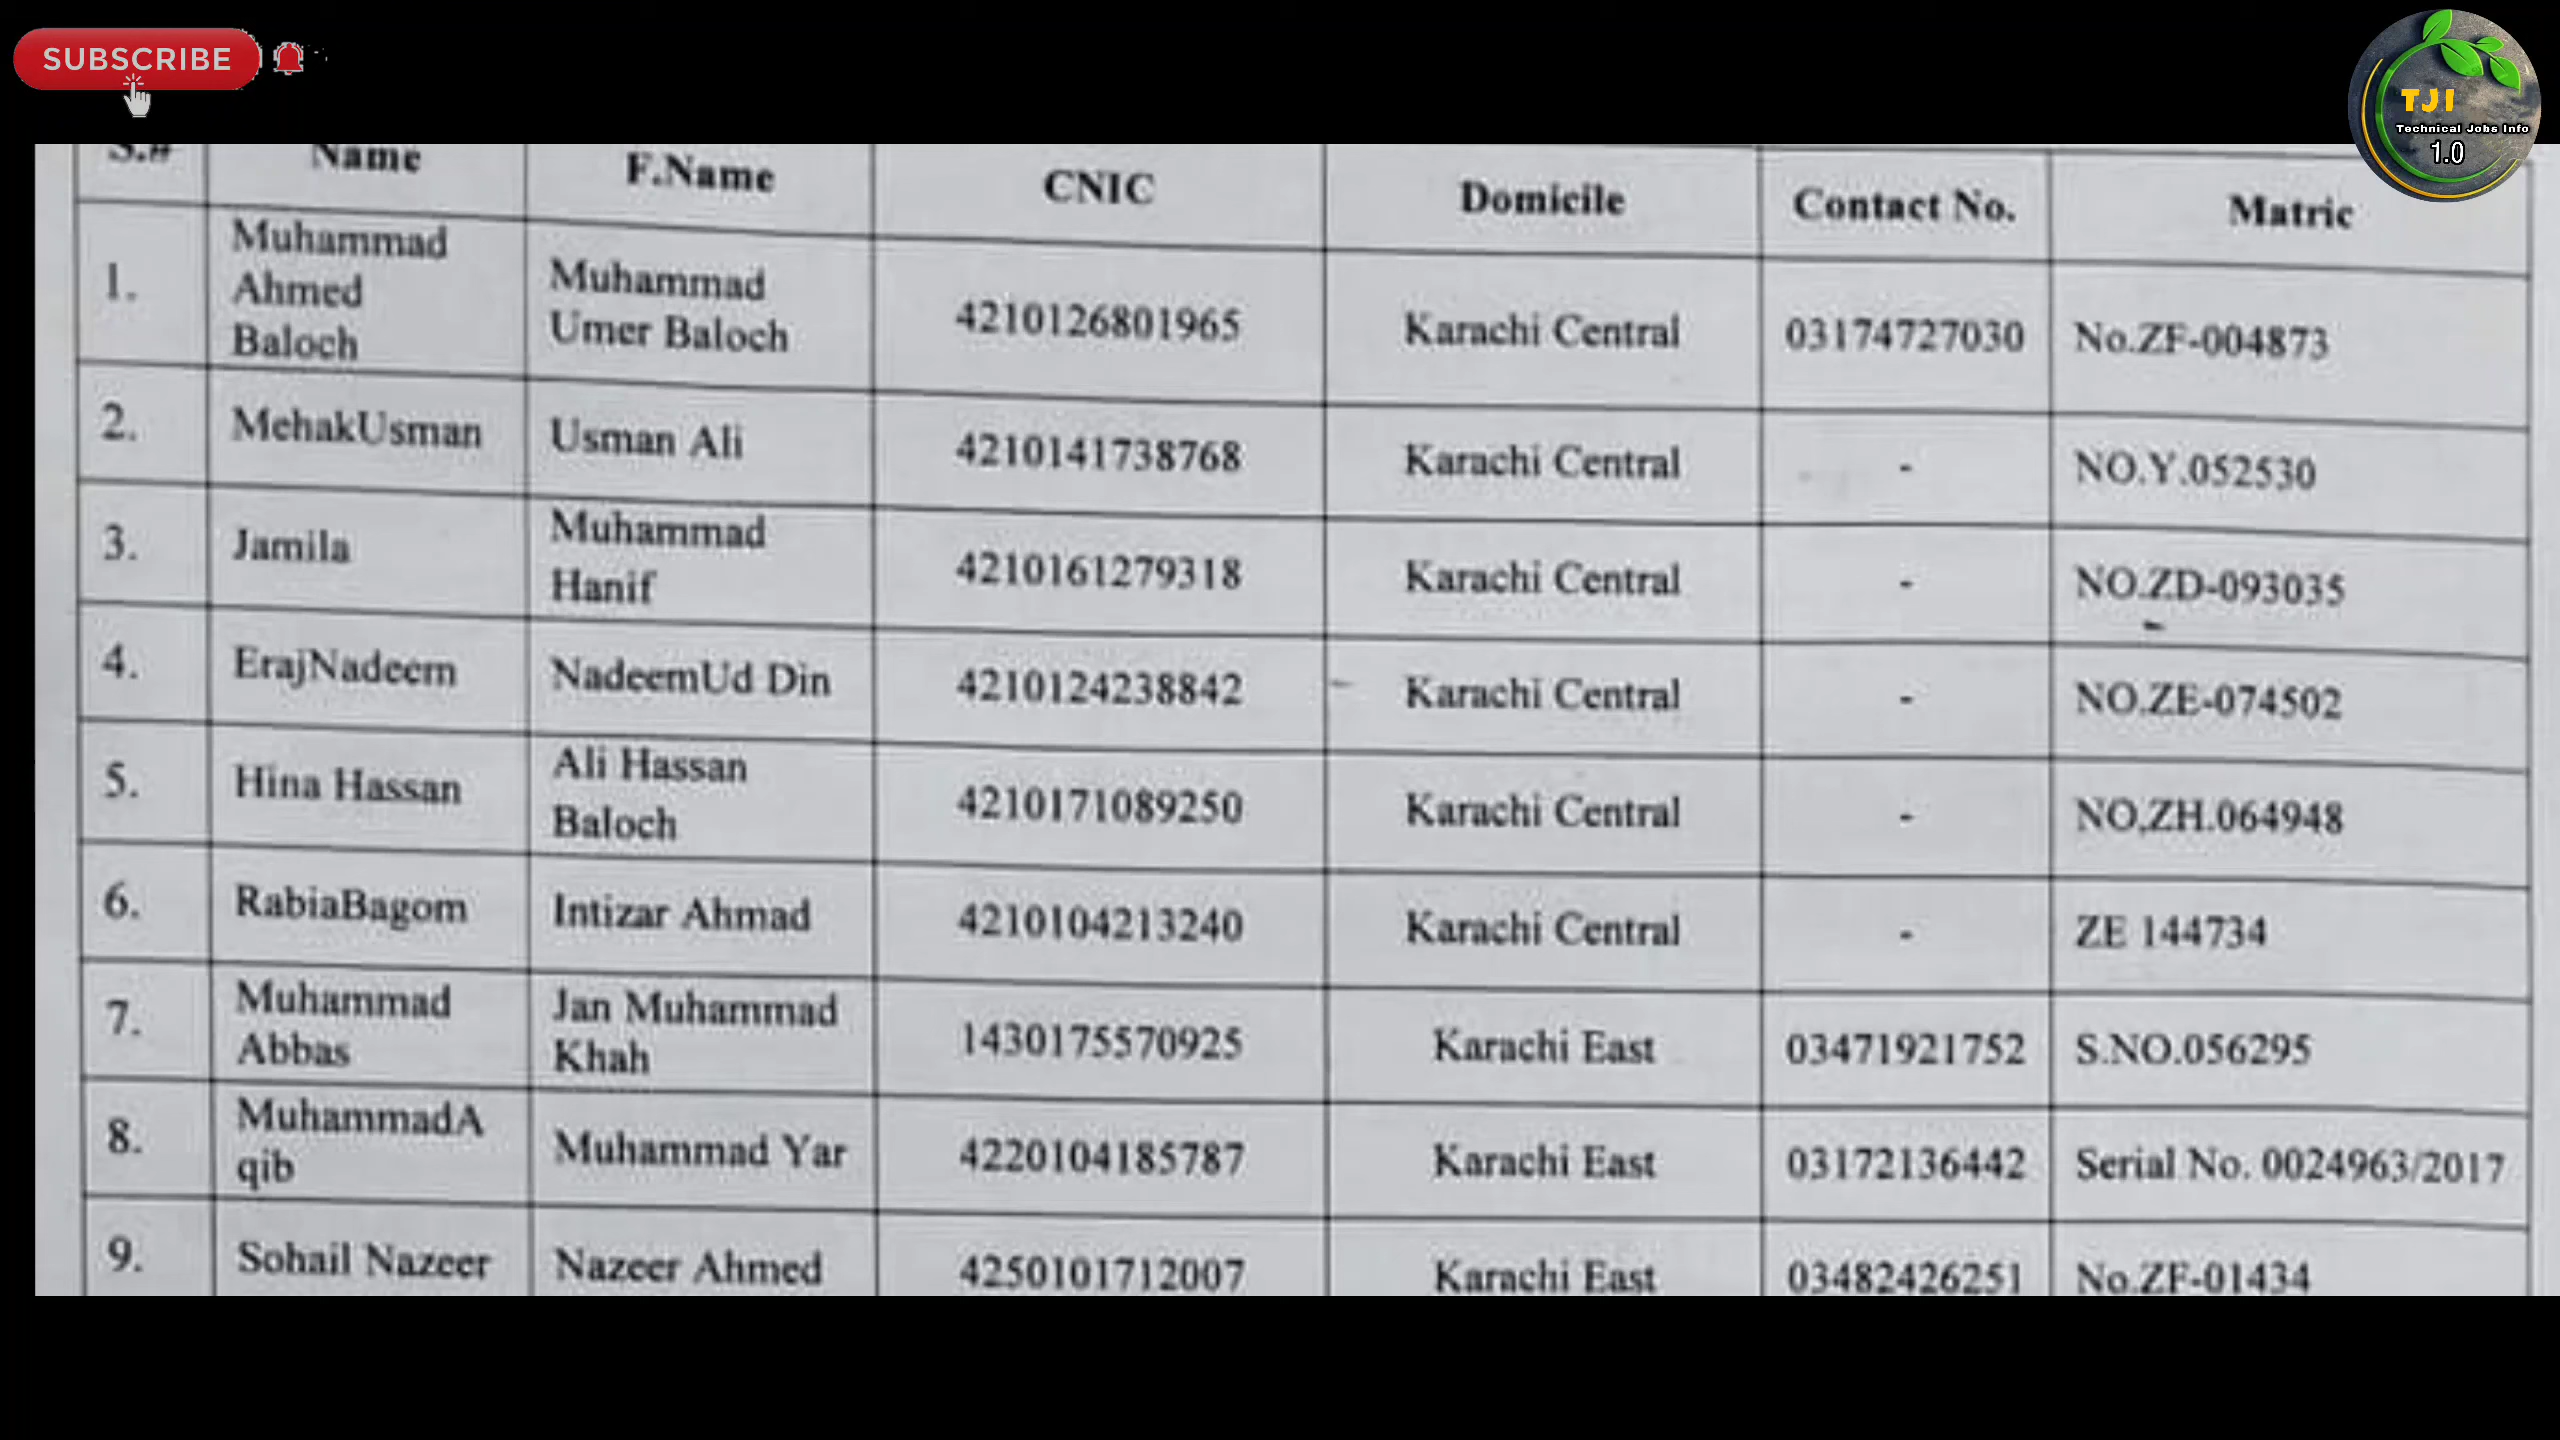 SUBSCRIBE
TJI
Technical Jobs Info
1.0
S.# Name F.Name CNIC Domicile Contact No. Matric
1. Muhammad Ahmed Baloch Muhammad Umer Baloch 4210126801965 Karachi Central 03174727030 No.ZF-004873
2. MehakUsman Usman Ali 4210141738768 Karachi Central - NO.Y.052530
3. Jamila Muhammad Hanif 4210161279318 Karachi Central - NO.ZD-093035
4. ErajNadeem NadeemUd Din 4210124238842 Karachi Central - NO.ZE-074502
5. Hina Hassan Ali Hassan Baloch 4210171089250 Karachi Central - NO,ZH.064948
6. RabiaBagom Intizar Ahmad 4210104213240 Karachi Central - ZE 144734
7. Muhammad Abbas Jan Muhammad Khah 1430175570925 Karachi East 03471921752 S.NO.056295
8. MuhammadA qib Muhammad Yar 4220104185787 Karachi East 03172136442 Serial No. 0024963/2017
9. Sohail Nazeer Nazeer Ahmed 4250101712007 Karachi East 03482426251 No.ZF-01434